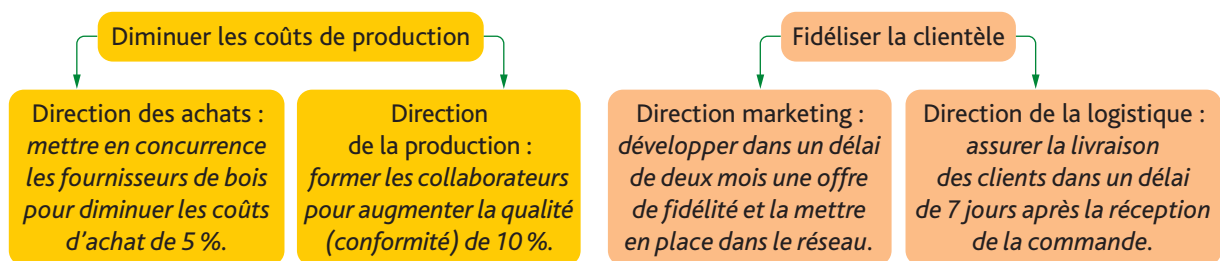 Diminuer les coûts de production
Direction des achats :
mettre en concurrence
les fournisseurs de bois
pour diminuer les coûts
d’achat de 5 %.
Direction
de la production :
former les collaborateurs
pour augmenter la qualité
(conformité) de 10 %.
Fidéliser la clientèle
Direction marketing :
développer dans un délai
de deux mois une offre
de fidélité et la mettre
en place dans le réseau.
Direction de la logistique :
assurer la livraison
des clients dans un délai
de 7 jours après la réception
de la commande.